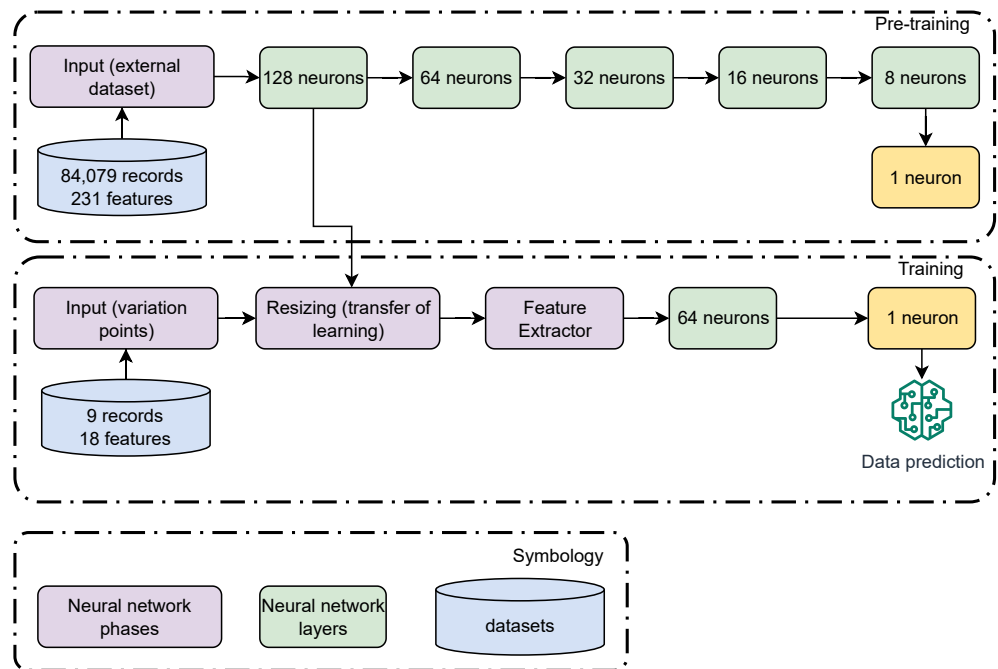 Pre-training
Input (external
dataset)
128 neurons
64 neurons
32 neurons
16 neurons
8 neurons
84,079 records
231 features
1 neuron
Training
Input (variation
points)
Resizing (transfer of
learning)
Feature
Extractor
64 neurons
1 neuron
9 records
18 features
Data prediction
Symbology
Neural network
phases
Neural network
layers
datasets